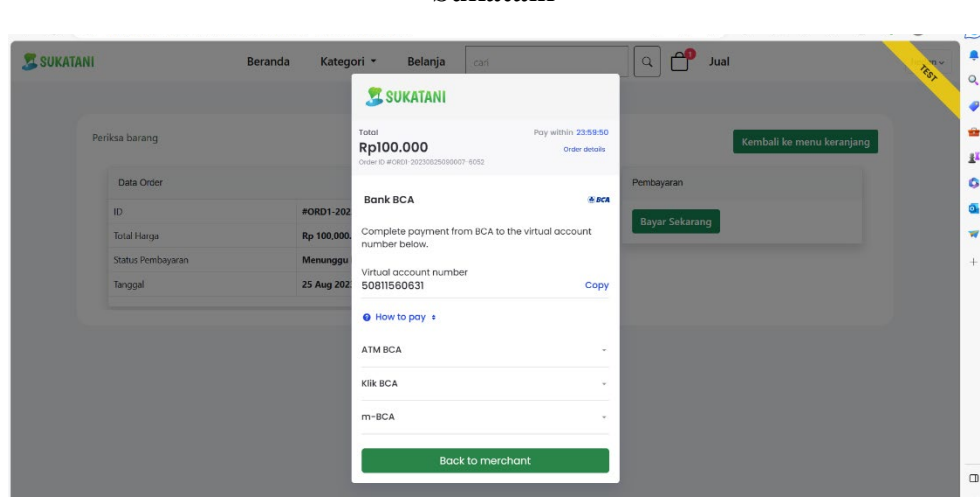 SUKATANI
Beranda Kategori Belanja cari 1 Jual
TEST
SUKATANI
Periksa barang
Kembali ke menu keranjang
Total
Pay within 23:59:50
Rp100.000
Order details
Data Order
Pembayaran
Bank BCA
BCA
ID
#ORD1-202
Bayar Sekarang
Total Harga
Rp 100,000.
Complete payment from BCA to the virtual account
number below.
Status Pembayaran
Menunggu
Virtual account number
Tanggal
25 Aug 202
50811560631
Copy
How to pay
ATM BCA
Klik BCA
m-BCA
Back to merchant